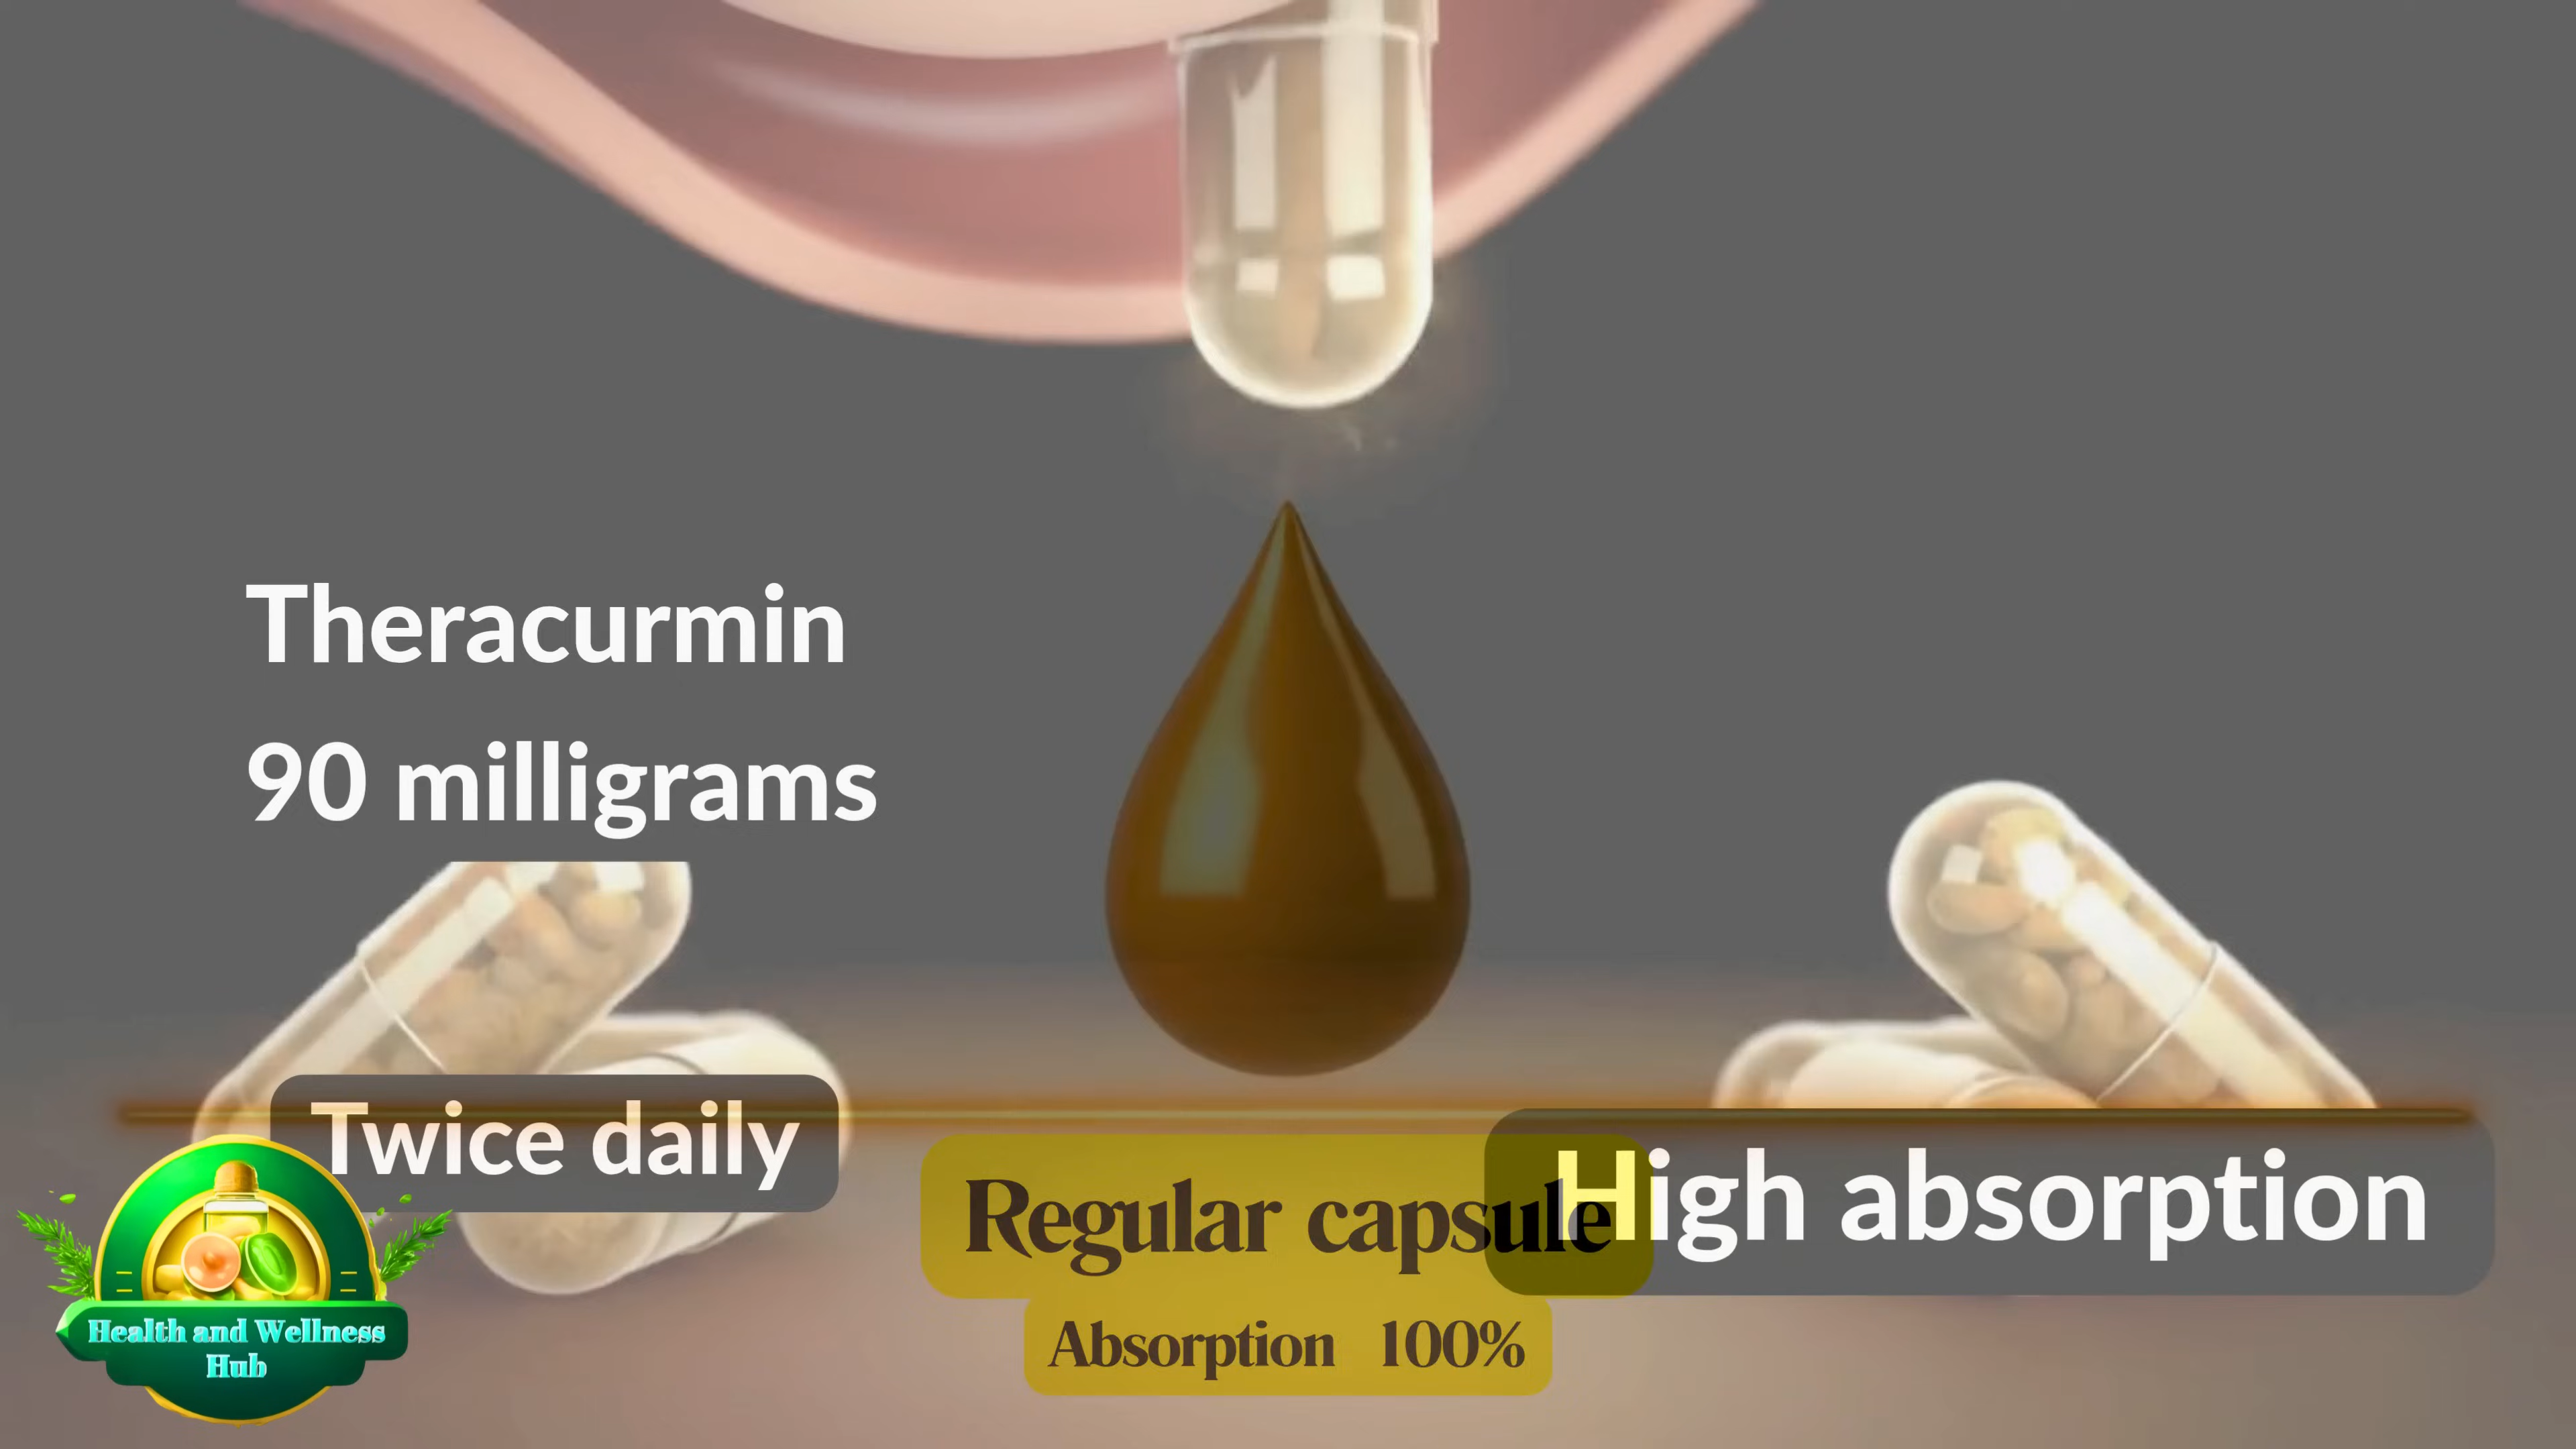 Theracurmin
90 milligrams
Twice daily
Regular capsule
High absorption
Absorption 100%
Health and Wellness
Hub